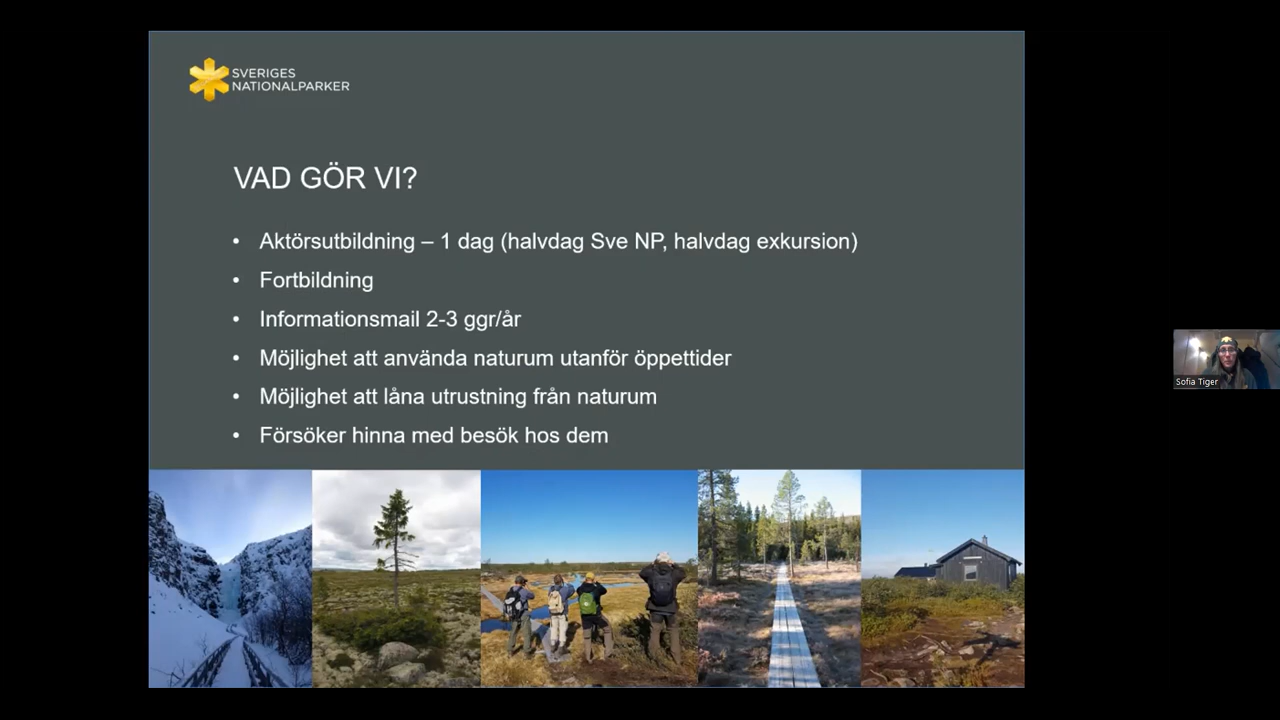 SVERIGES
NATIONALPARKER
VAD GÖR VI?
• Aktörsutbildning – 1 dag (halvdag Sve NP, halvdag exkursion)
• Fortbildning
• Informationsmail 2-3 ggr/år
• Möjlighet att använda naturum utanför öppettider
• Möjlighet att låna utrustning från naturum
• Försöker hinna med besök hos dem
Sofia Tiger